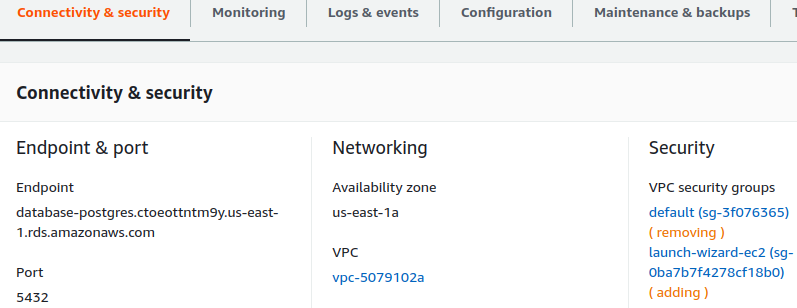 Connectivity & security
Monitoring
Logs & events
Configuration
Maintenance & backups
Connectivity & security
Endpoint & port
Endpoint
database-postgres.ctoeottntm9y.us-east-
1.rds.amazonaws.com
Port
5432
Networking
Availability zone
us-east-1a
VPC
vpc-5079102a
Security
VPC security groups
default (sg-3f076365)
( removing )
launch-wizard-ec2 (sg-
0ba7b7f4278cf18b0)
( adding )